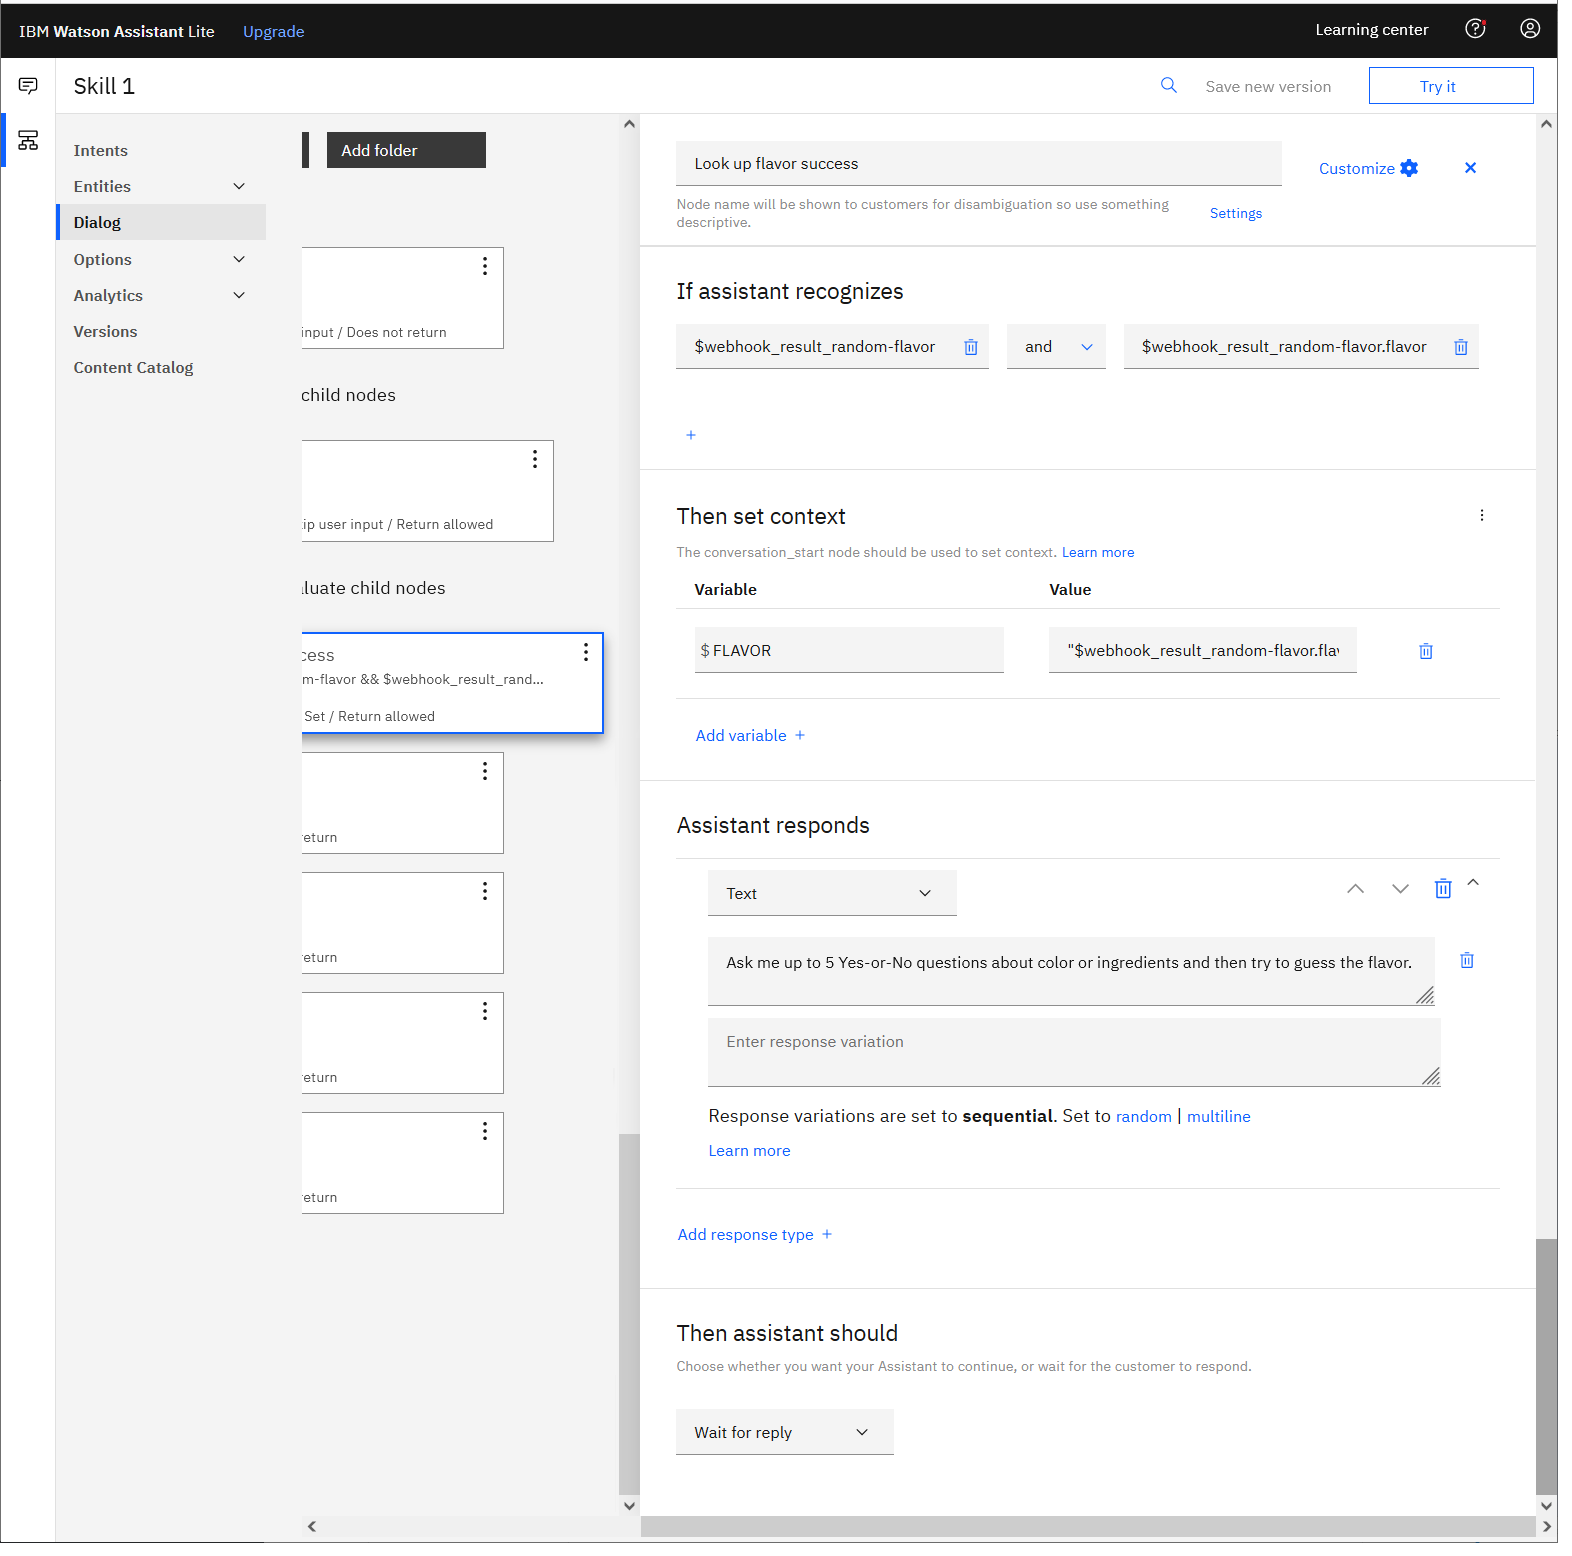 IBM Watson Assistant Lite Upgrade Learning center
Skill 1 Save new version Try it
Intents
Entities
Dialog
Options
Analytics
Versions
Content Catalog
Add folder
input / Does not return
child nodes
ip user input / Return allowed
luate child nodes
cess
m-flavor && $webhook_result_rand...
Set / Return allowed
return
return
return
return
Look up flavor success
Customize
Node name will be shown to customers for disambiguation so use something
descriptive.
Settings
If assistant recognizes
$webhook_result_random-flavor and $webhook_result_random-flavor.flavor
+
Then set context
The conversation_start node should be used to set context. Learn more
Variable Value
$ FLAVOR "$webhook_result_random-flavor.flav
Add variable +
Assistant responds
Text
Ask me up to 5 Yes-or-No questions about color or ingredients and then try to guess the flavor.
Enter response variation
Response variations are set to sequential. Set to random | multiline
Learn more
Add response type +
Then assistant should
Choose whether you want your Assistant to continue, or wait for the customer to respond.
Wait for reply